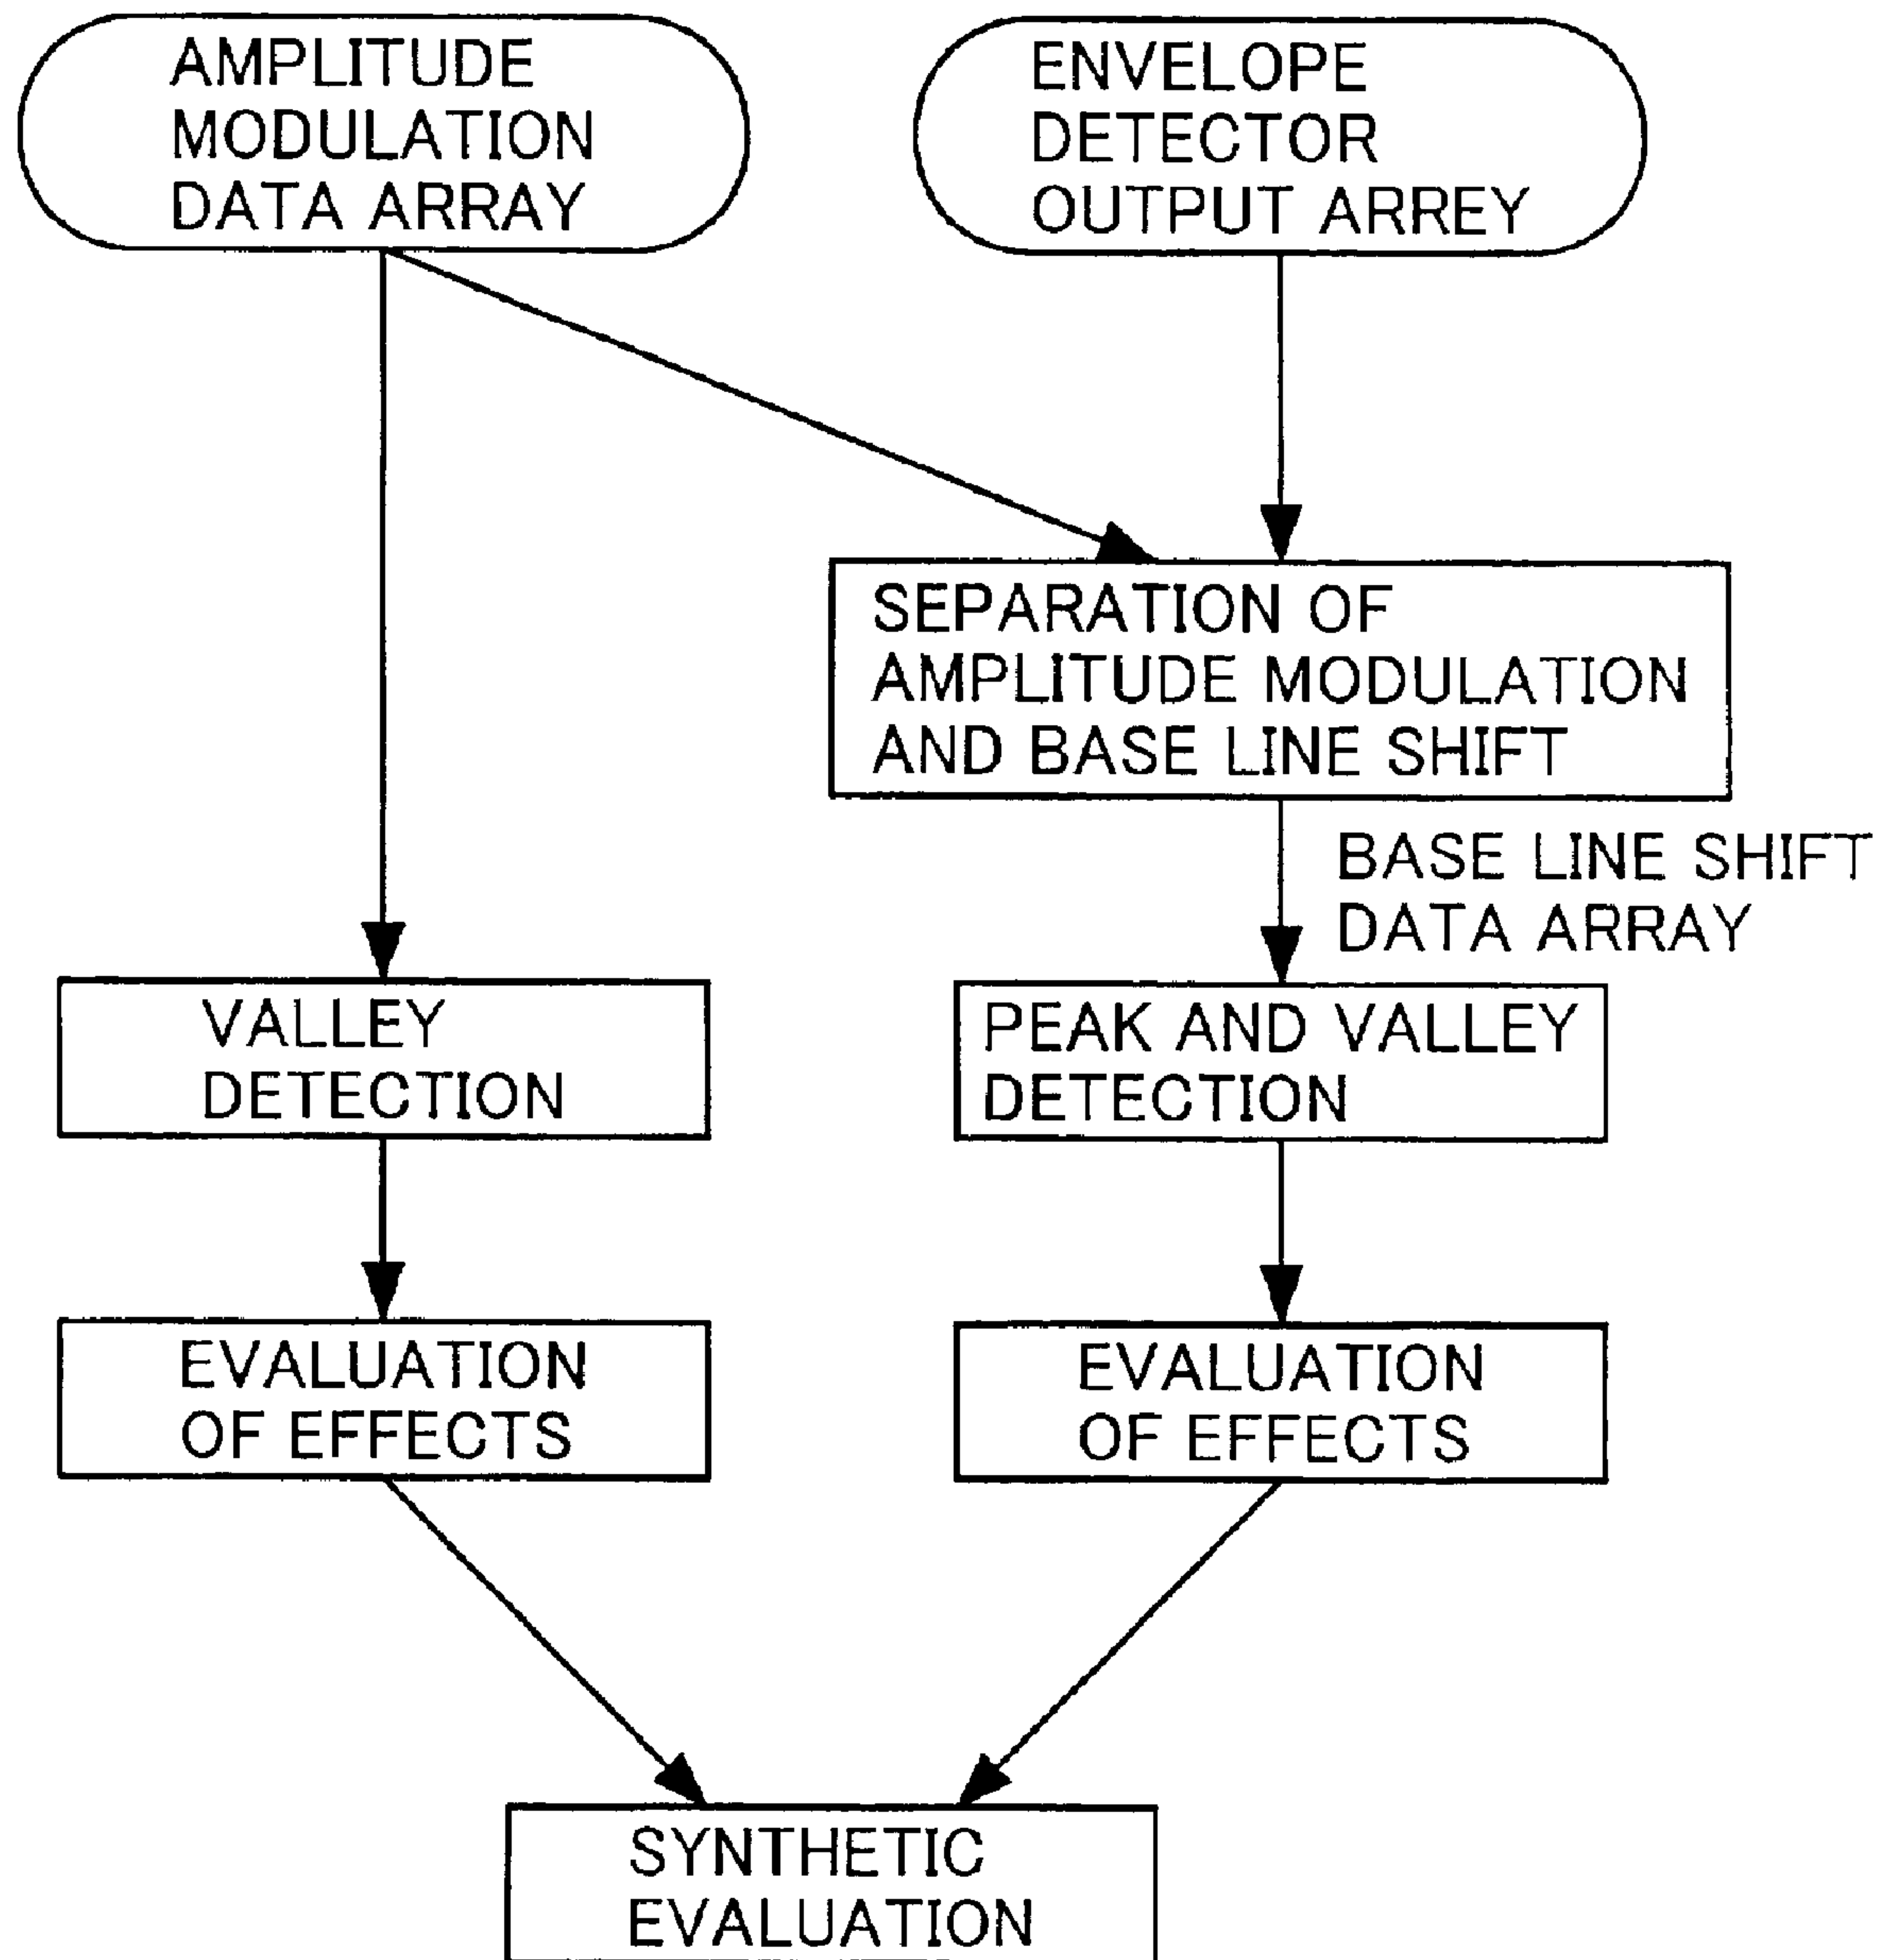 AMPLITUDE
MODULATION
DATA ARRAY
ENVELOPE
DETECTOR
OUTPUT ARREY
SEPARATION OF
AMPLITUDE MODULATION
AND BASE LINE SHIFT
BASE LINE SHIFT
DATA ARRAY
VALLEY
DETECTION
PEAK AND VALLEY
DETECTION
EVALUATION
OF EFFECTS
EVALUATION
OF EFFECTS
SYNTHETIC
EVALUATION